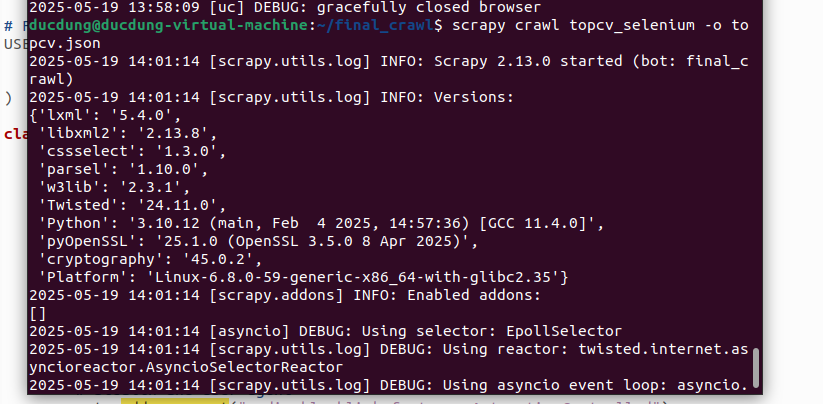 2025-05-19 13:58:09 [uc] DEBUG: gracefully closed browser
ducdung@ducdung-virtual-machine:~/final_crawl$ scrapy crawl topcv_selenium -o to
pcv.json
2025-05-19 14:01:14 [scrapy.utils.log] INFO: Scrapy 2.13.0 started (bot: final_c
rawl)
2025-05-19 14:01:14 [scrapy.utils.log] INFO: Versions:
{'lxml': '5.4.0',
 'libxml2': '2.13.8',
 'cssselect': '1.3.0',
 'parsel': '1.10.0',
 'w3lib': '2.3.1',
 'Twisted': '24.11.0',
 'Python': '3.10.12 (main, Feb  4 2025, 14:57:36) [GCC 11.4.0]',
 'pyOpenSSL': '25.1.0 (OpenSSL 3.5.0 8 Apr 2025)',
 'cryptography': '45.0.2',
 'Platform': 'Linux-6.8.0-59-generic-x86_64-with-glibc2.35'}
2025-05-19 14:01:14 [scrapy.addons] INFO: Enabled addons:
[]
2025-05-19 14:01:14 [asyncio] DEBUG: Using selector: EpollSelector
2025-05-19 14:01:14 [scrapy.utils.log] DEBUG: Using reactor: twisted.internet.as
yncioreactor.AsyncioSelectorReactor
2025-05-19 14:01:14 [scrapy.utils.log] DEBUG: Using asyncio event loop: asyncio.
#
USE
)
cla